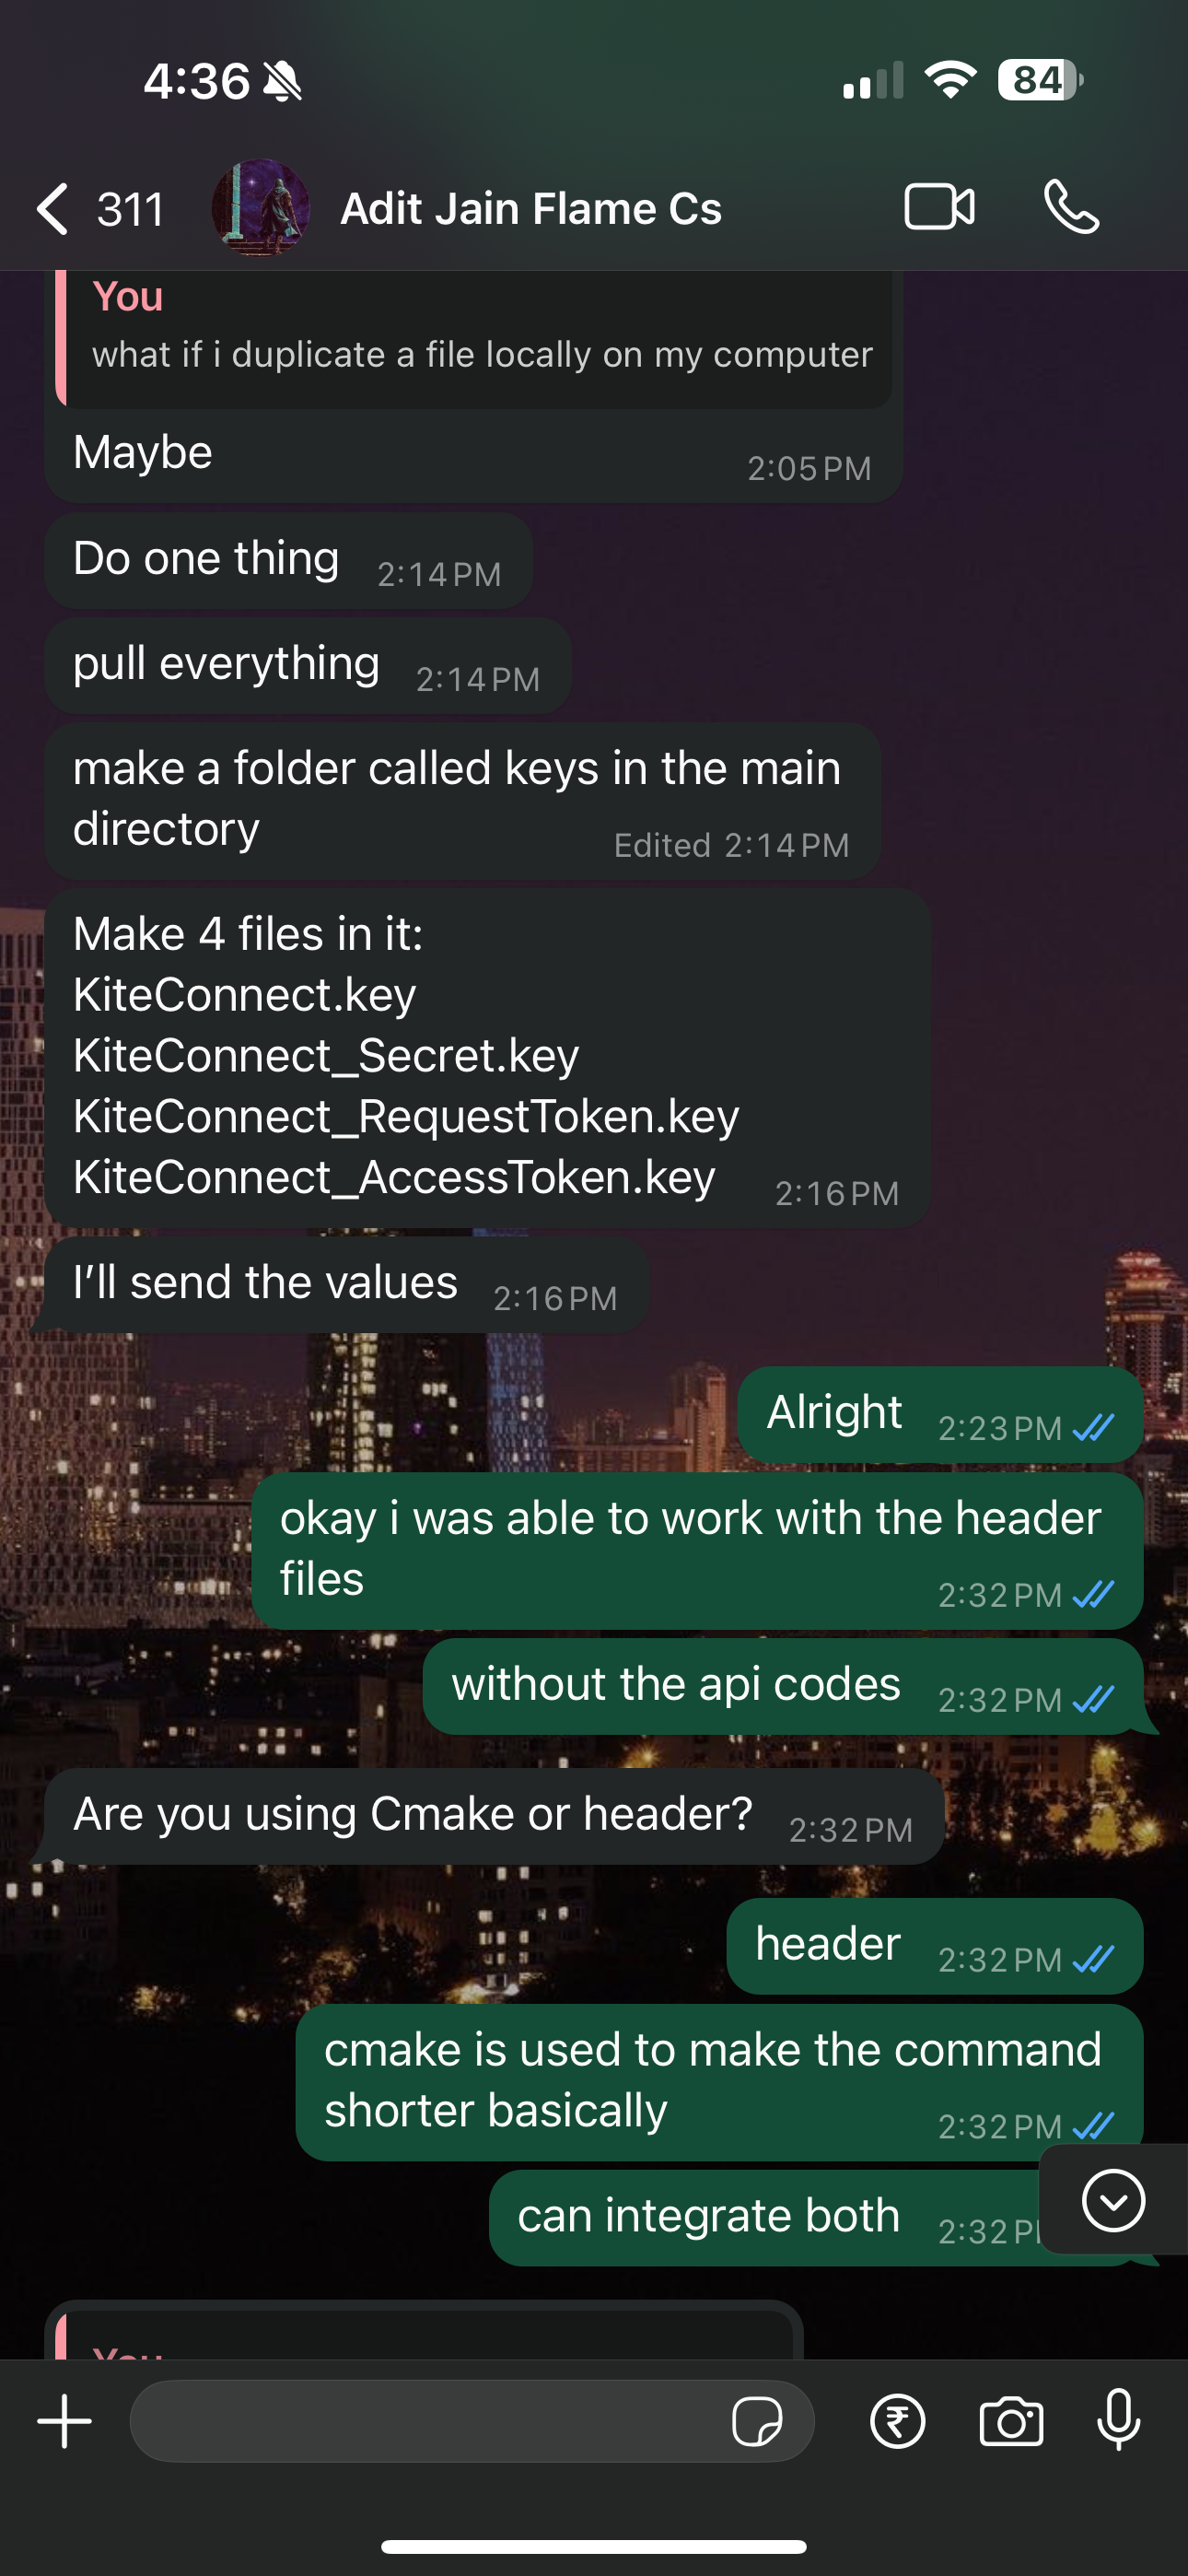 4:36
84
311
Adit Jain Flame Cs
You
what if i duplicate a file locally on my computer
Maybe
2:05 PM
Do one thing
2:14 PM
pull everything
2:14 PM
make a folder called keys in the main
directory
Edited 2:14 PM
Make 4 files in it:
KiteConnect.key
KiteConnect_Secret.key
KiteConnect_RequestToken.key
KiteConnect_AccessToken.key
2:16 PM
I’ll send the values
2:16 PM
Alright
2:23 PM
okay i was able to work with the header
files
2:32 PM
without the api codes
2:32 PM
Are you using Cmake or header?
2:32 PM
header
2:32 PM
cmake is used to make the command
shorter basically
2:32 PM
can integrate both
2:32 P
You
₹